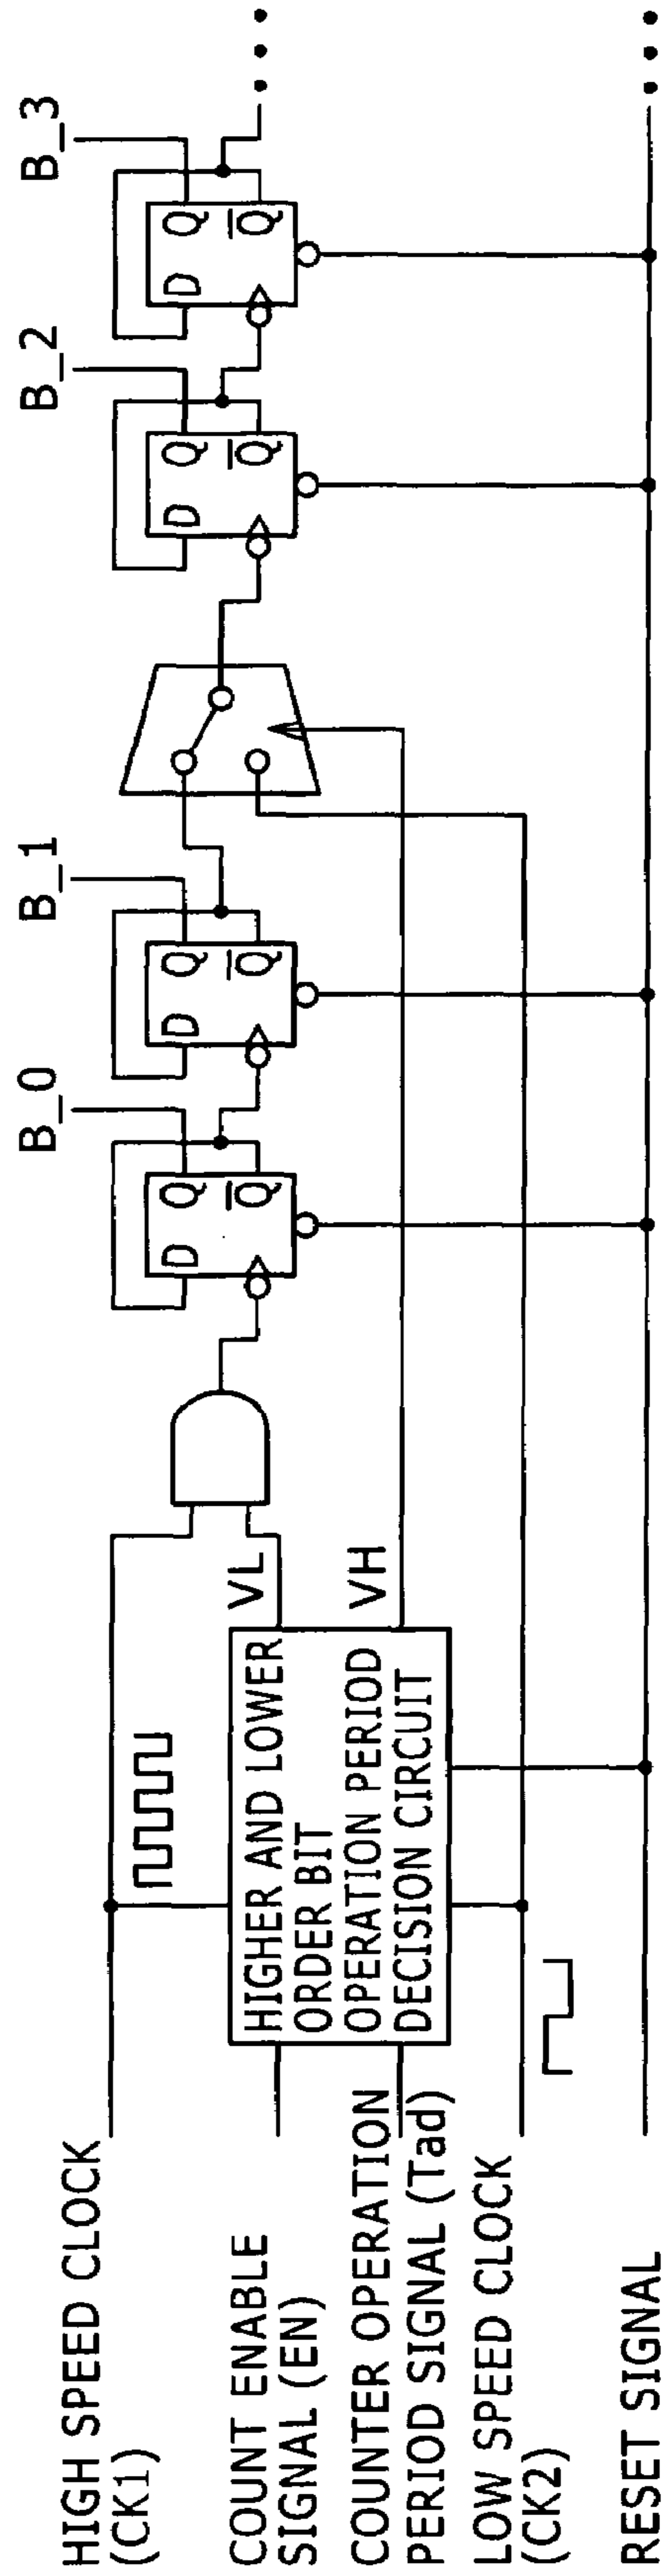 HIGH SPEED CLOCK
(CK1)
COUNT ENABLE
SIGNAL (EN)
COUNTER OPERATION
PERIOD SIGNAL (Tad)
LOW SPEED CLOCK
(CK2)
RESET SIGNAL
HIGHER AND LOWER
ORDER BIT
OPERATION PERIOD
DECISION CIRCUIT
VL
VH
B_0
D Q
Q
B_1
D Q
Q
B_2
D Q
Q
B_3
D Q
Q